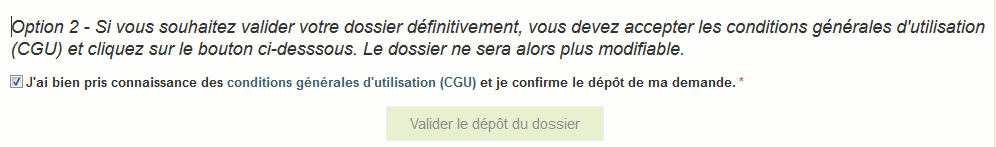 Option 2 - Si vous souhaitez valider votre dossier définitivement, vous devez accepter les conditions générales d'utilisation
(CGU) et cliquez sur le bouton ci-desssous. Le dossier ne sera alors plus modifiable.
J'ai bien pris connaissance des conditions générales d'utilisation (CGU) et je confirme le dépôt de ma demande. *
Valider le dépôt du dossier